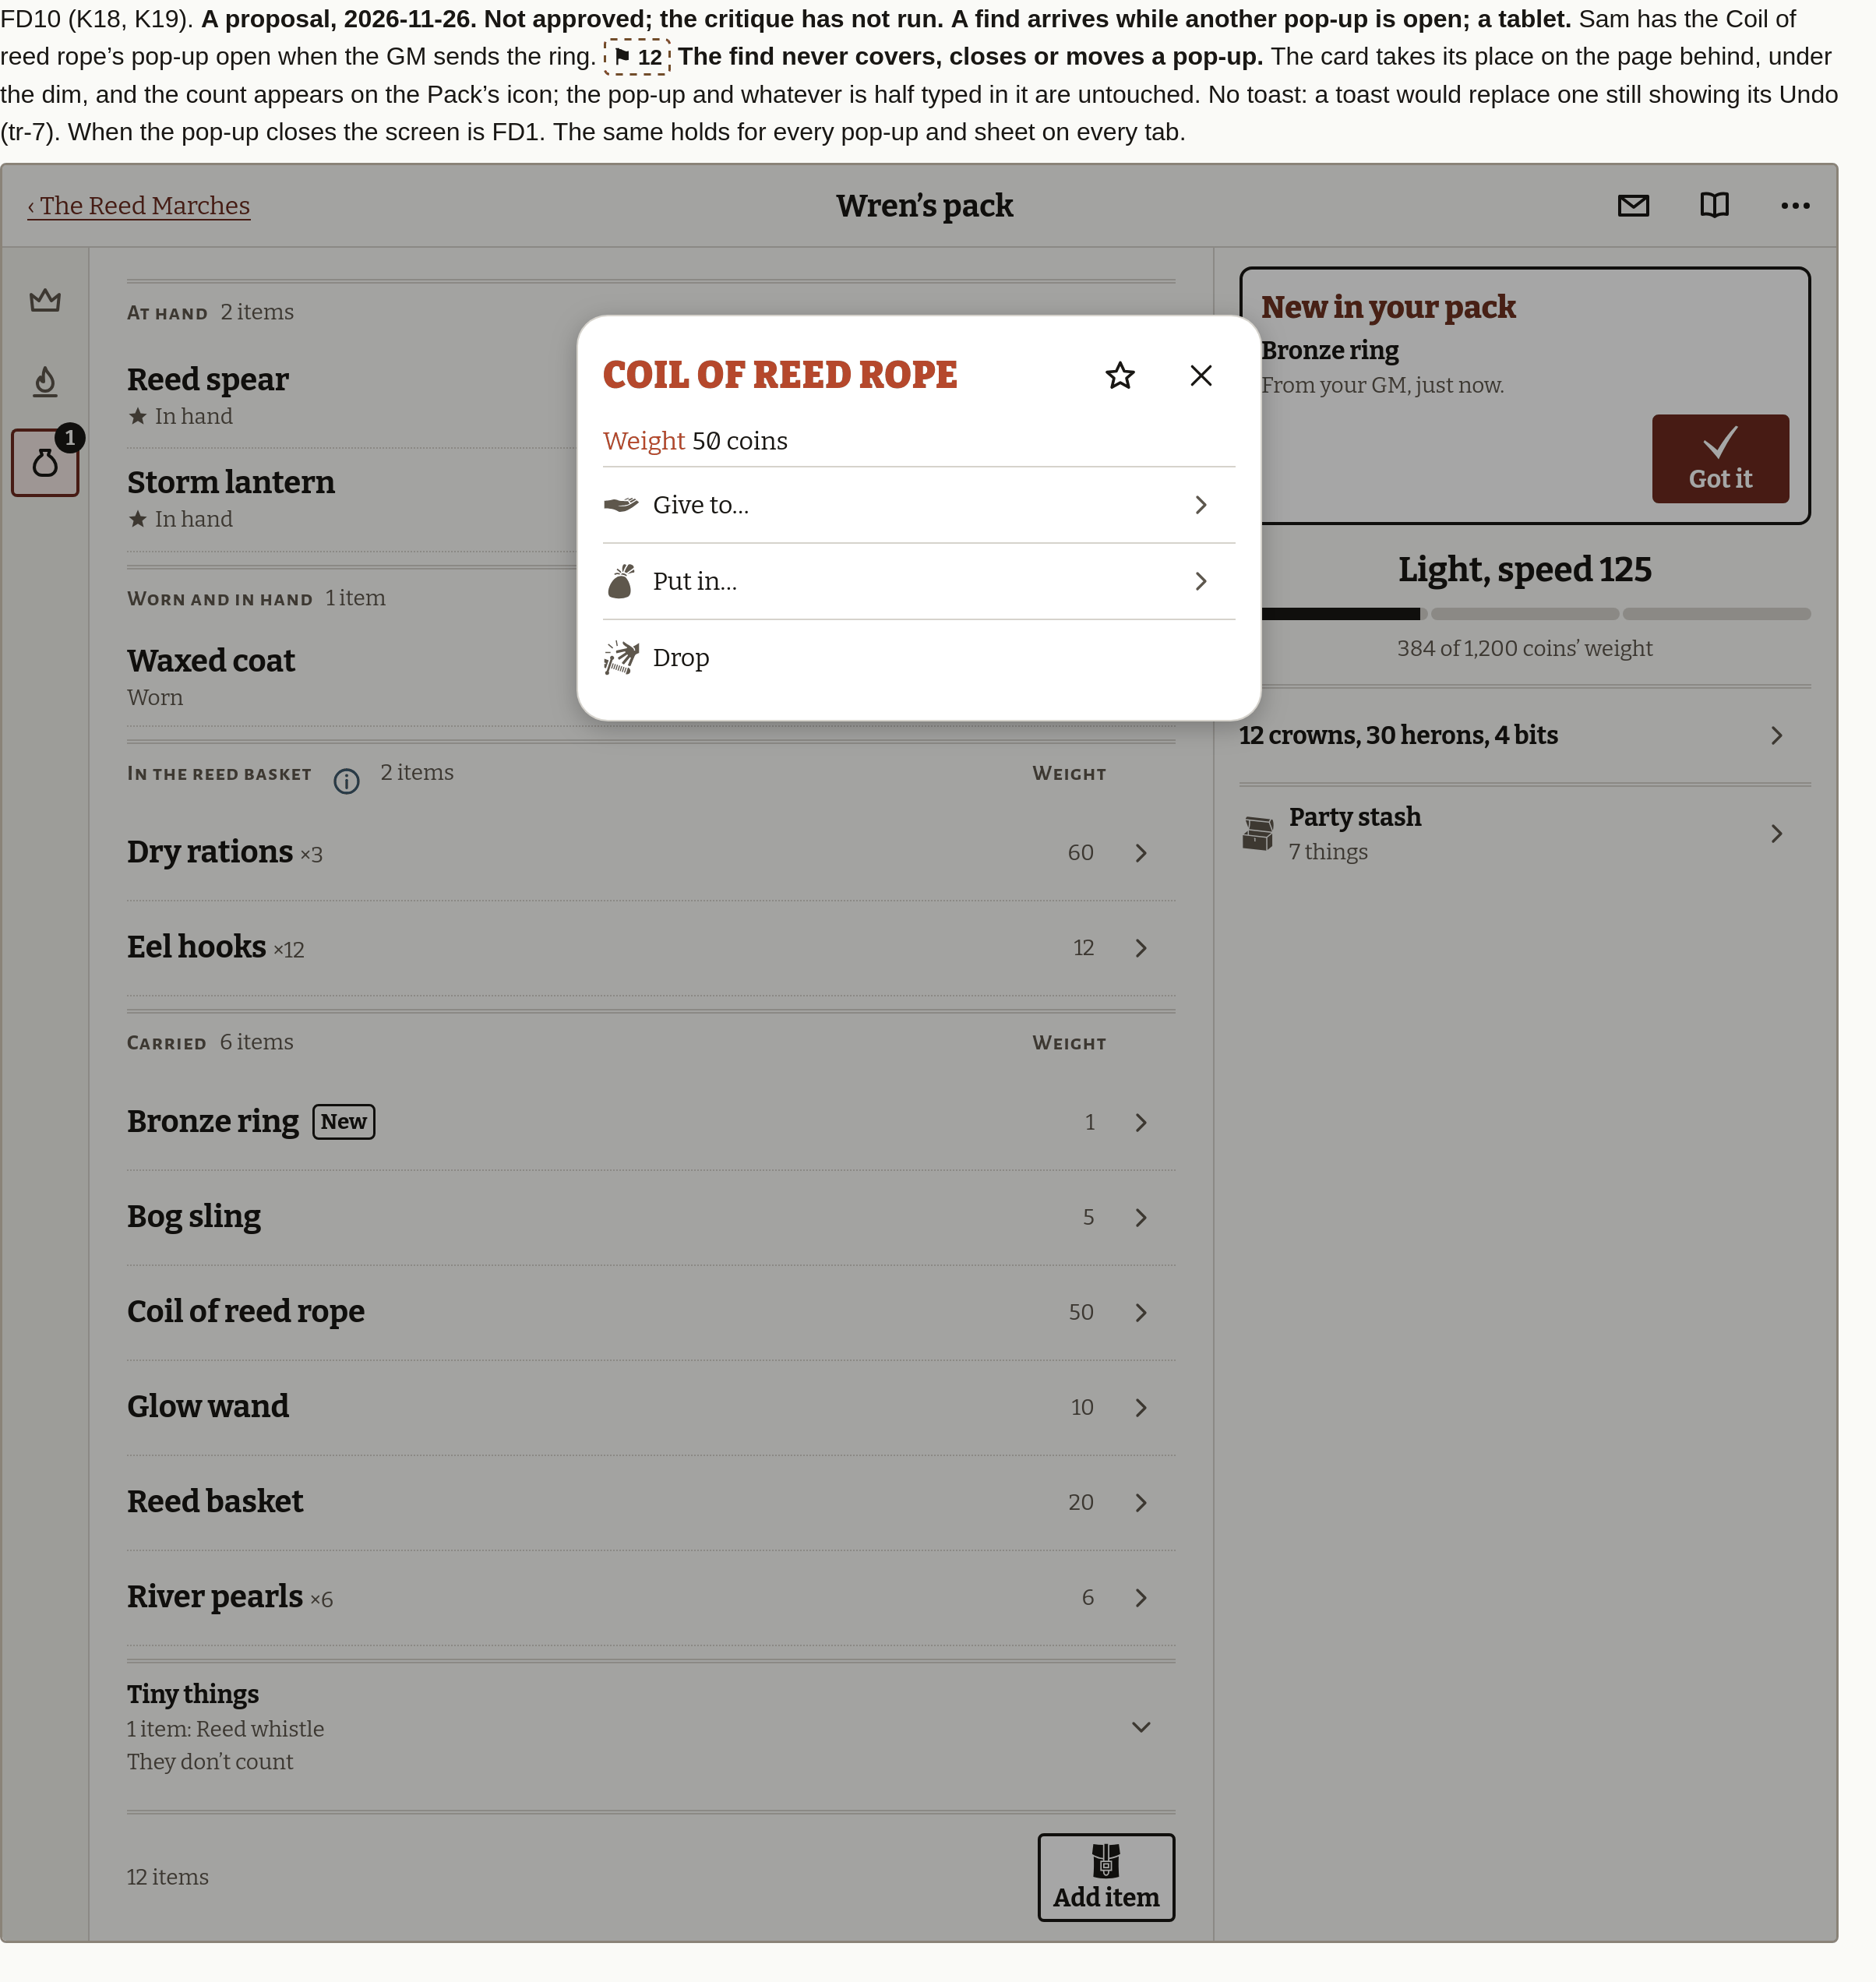 FD10 (K18, K19). A proposal, 2026-11-26. Not approved; the critique has not run. A find arrives while another pop-up is open; a tablet. Sam has the Coil of
reed rope’s pop-up open when the GM sends the ring. ⚑ 12 The find never covers, closes or moves a pop-up. The card takes its place on the page behind, under
the dim, and the count appears on the Pack’s icon; the pop-up and whatever is half typed in it are untouched. No toast: a toast would replace one still showing its Undo
(tr-7). When the pop-up closes the screen is FD1. The same holds for every pop-up and sheet on every tab.
‹ The Reed Marches
Wren’s pack
1
At hand 2 items
Reed spear
★ In hand
Storm lantern
★ In hand
Worn and in hand 1 item
Waxed coat
Worn
In the reed basket 2 items Weight
Dry rations ×3 60
Eel hooks ×12 12
Carried 6 items Weight
Bronze ring New 1
Bog sling 5
Coil of reed rope 50
Glow wand 10
Reed basket 20
River pearls ×6 6
Tiny things
1 item: Reed whistle
They don’t count
12 items
Add item
COIL OF REED ROPE
Weight 50 coins
Give to…
Put in…
Drop
New in your pack
Bronze ring
From your GM, just now.
Got it
Light, speed 125
384 of 1,200 coins’ weight
12 crowns, 30 herons, 4 bits
Party stash
7 things